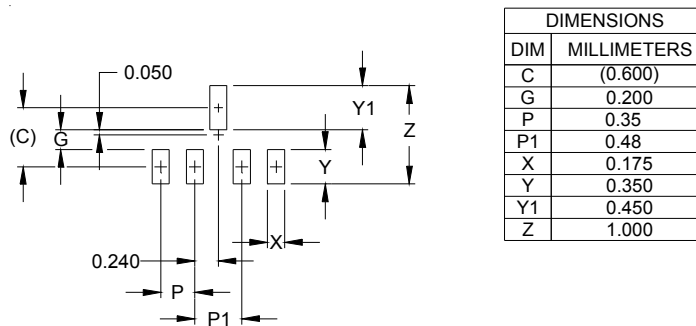 0.050
(C)
G
Y1
Z
Y
X
0.240
P
P1
DIMENSIONS
DIM MILLIMETERS
C (0.600)
G 0.200
P 0.35
P1 0.48
X 0.175
Y 0.350
Y1 0.450
Z 1.000